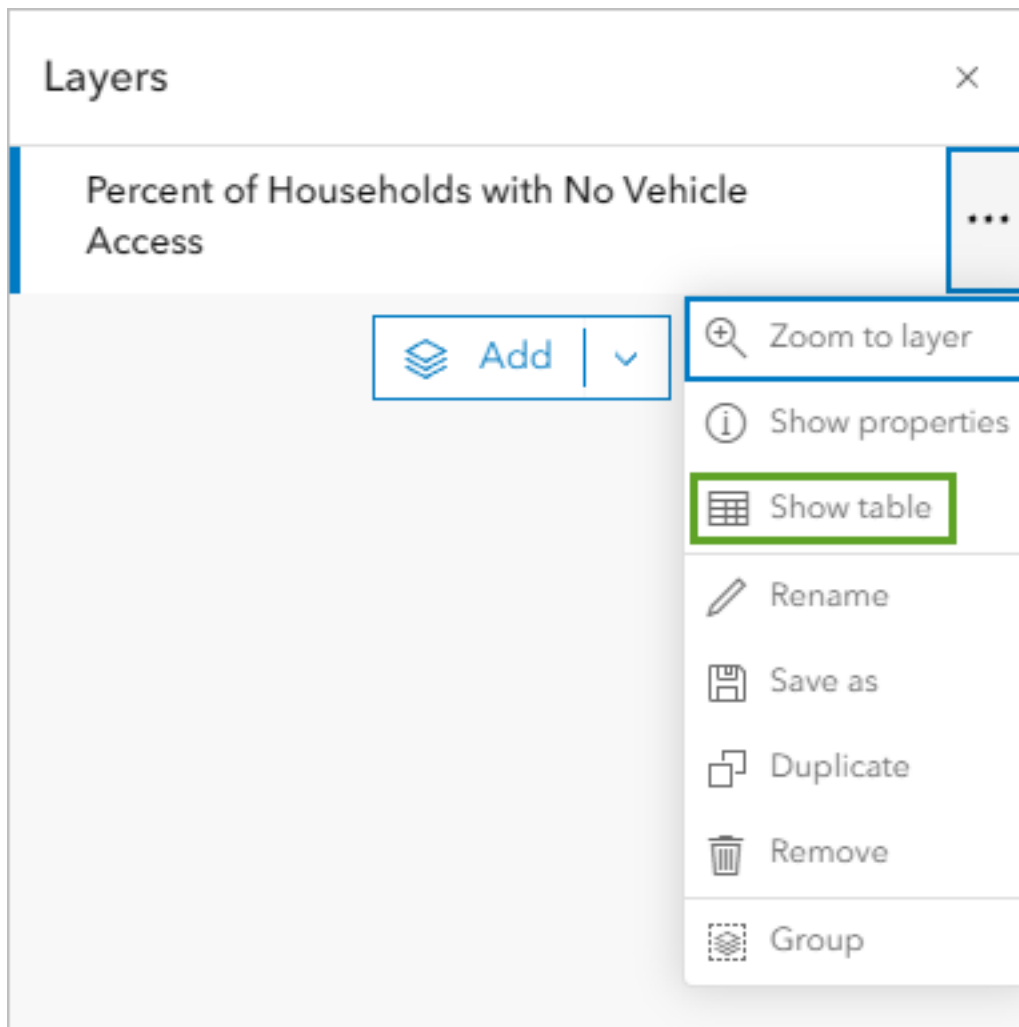 Layers
Percent of Households with No Vehicle
Access
Add
Zoom to layer
Show properties
Show table
Rename
Save as
Duplicate
Remove
Group